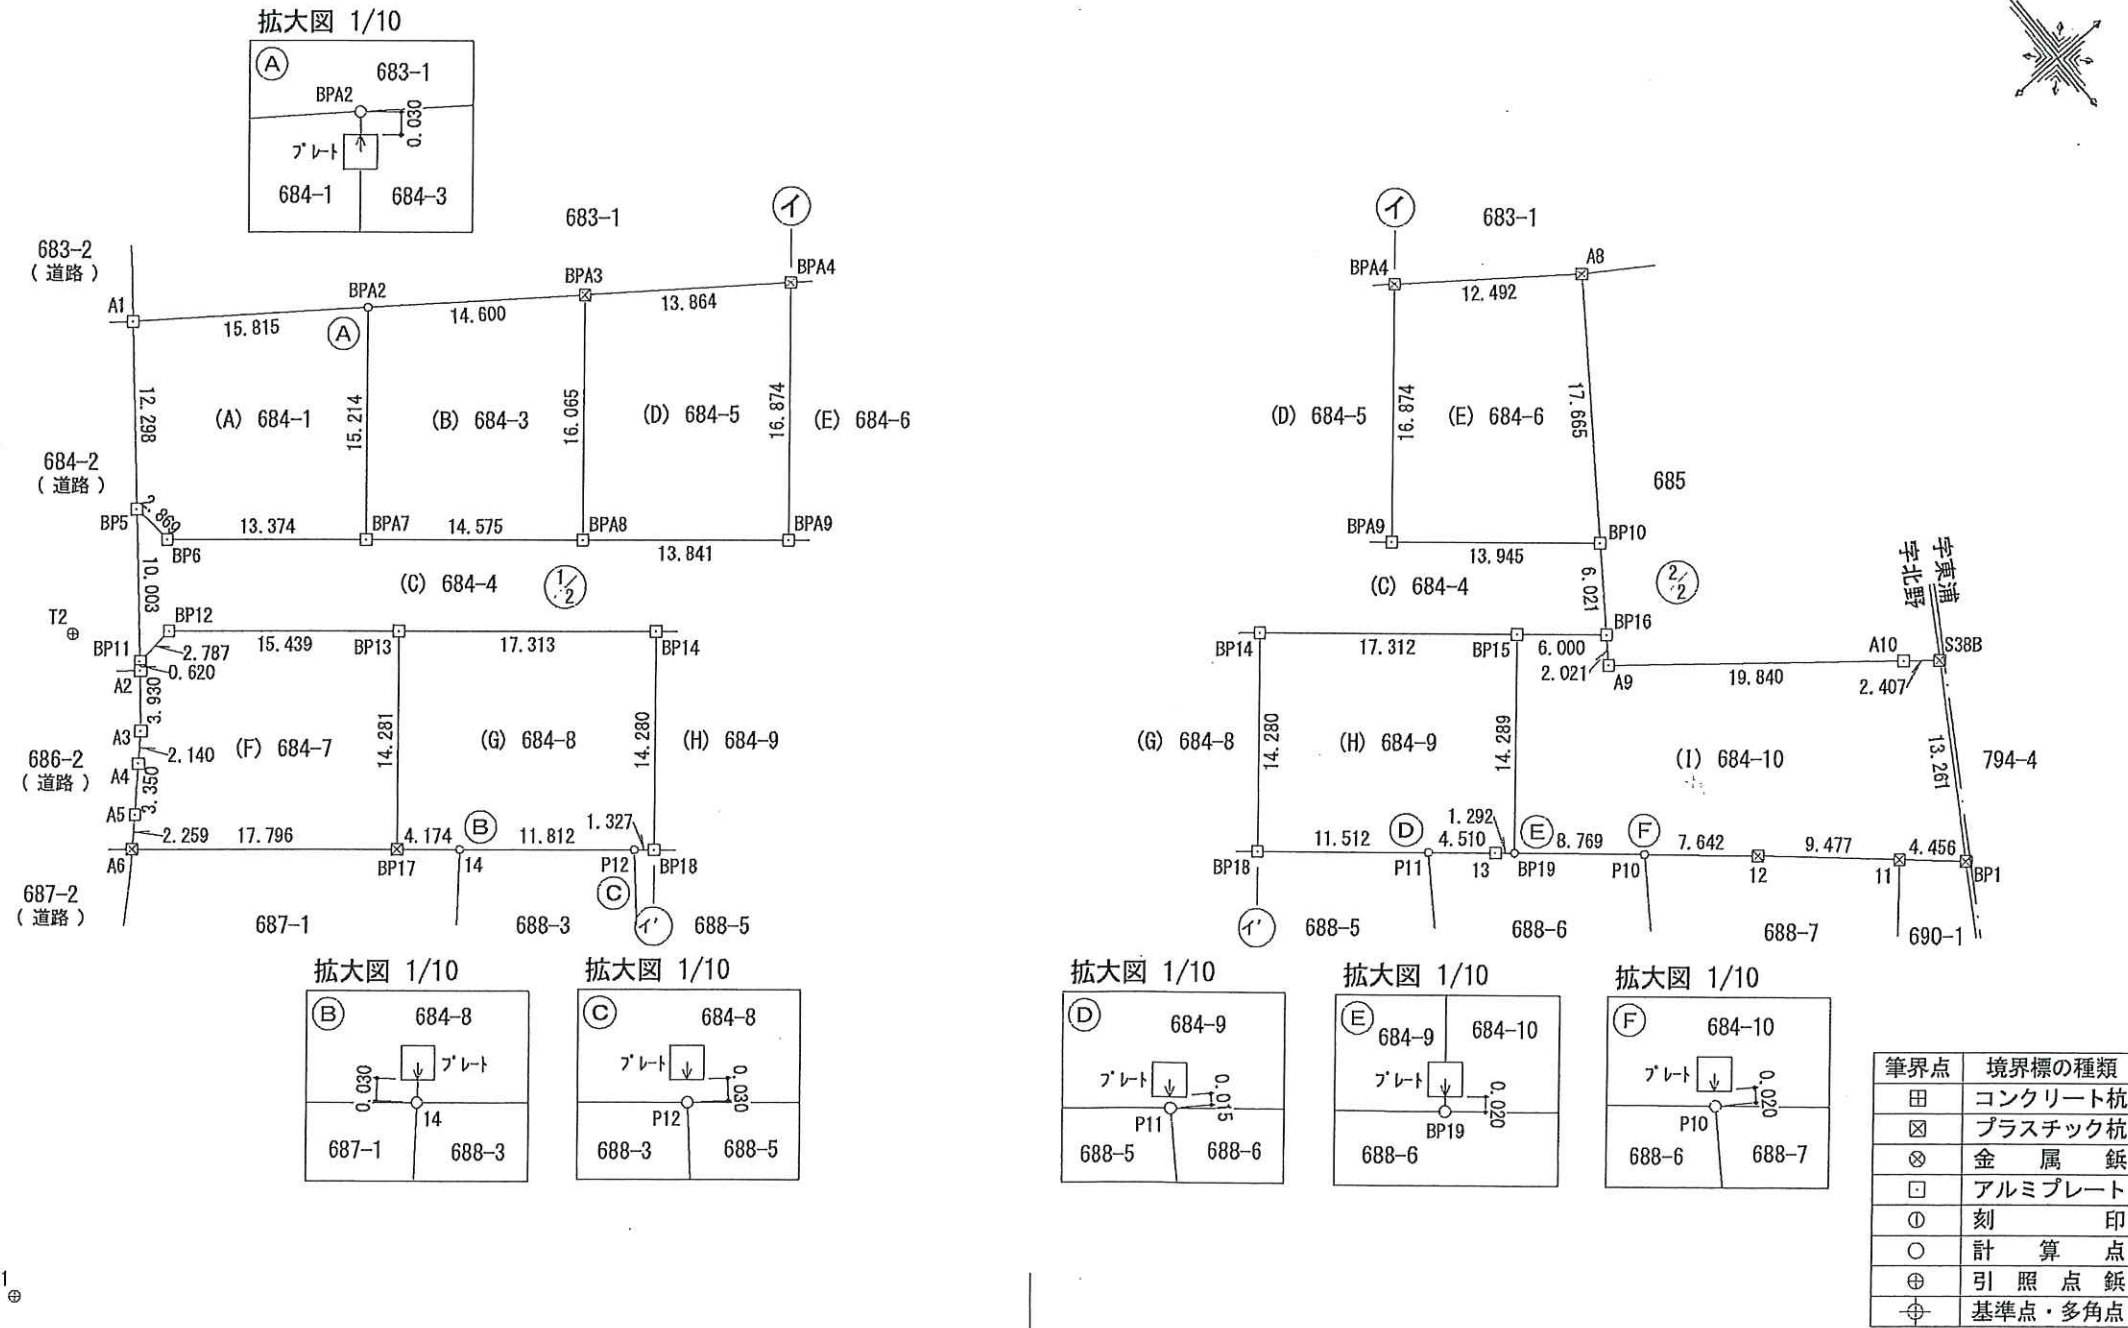 拡大図 1/10
A
683-1
BPA2
0.030
プレート
684-1
684-3
683-2
(道路)
683-1
イ
A1
BPA2
BPA3
BPA4
15.815
14.600
13.864
A
12.298
(A) 684-1
15.214
(B) 684-3
16.065
(D) 684-5
16.874
(E) 684-6
684-2
(道路)
BP5
2.860
BP6
13.374
BPA7
14.575
BPA8
13.841
BPA9
10.003
(C) 684-4
1/2
T2
BP12
BP11
2.787
15.439
BP13
17.313
BP14
0.620
A2
3.930
A3
2.140
(F) 684-7
14.281
(G) 684-8
14.280
(H) 684-9
686-2
(道路)
A4
3.350
A5
2.259
17.796
4.174
B
11.812
1.327
A6
BP17
14
P12
BP18
C
イ'
687-2
(道路)
687-1
688-3
688-5
拡大図 1/10
B
684-8
プレート
0.030
14
687-1
688-3
拡大図 1/10
C
684-8
プレート
0.030
P12
688-3
688-5
1
イ
683-1
BPA4
A8
12.492
(D) 684-5
16.874
(E) 684-6
17.665
685
BPA9
13.945
BP10
(C) 684-4
6.021
2/2
字北野
字東浦
BP14
17.312
BP15
6.000
BP16
2.021
A9
19.840
A10
2.407
S38B
(G) 684-8
14.280
(H) 684-9
14.289
(I) 684-10
13.261
794-4
11.512
D
4.510
1.292
E
8.769
F
7.642
9.477
4.456
BP18
P11
13
BP19
P10
12
11
BP1
イ'
688-5
688-6
688-7
690-1
拡大図 1/10
D
684-9
プレート
0.015
P11
688-5
688-6
拡大図 1/10
E
684-9
684-10
プレート
0.020
BP19
688-6
拡大図 1/10
F
684-10
プレート
0.020
P10
688-6
688-7
筆界点 境界標の種類
コンクリート杭
プラスチック杭
金属鋲
アルミプレート
刻印
計算点
引照点鋲
基準点・多角点